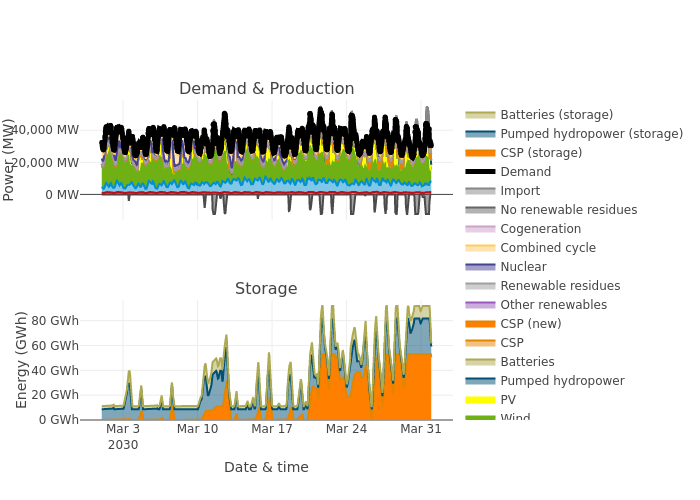 Demand & Production
Power (MW)
40,000 MW
20,000 MW
0 MW
Storage
Energy (GWh)
80 GWh
60 GWh
40 GWh
20 GWh
0 GWh
Mar 3
2030
Mar 10
Mar 17
Mar 24
Mar 31
Date & time
Batteries (storage)
Pumped hydropower (storage)
CSP (storage)
Demand
Import
No renewable residues
Cogeneration
Combined cycle
Nuclear
Renewable residues
Other renewables
CSP (new)
CSP
Batteries
Pumped hydropower
PV
Wind